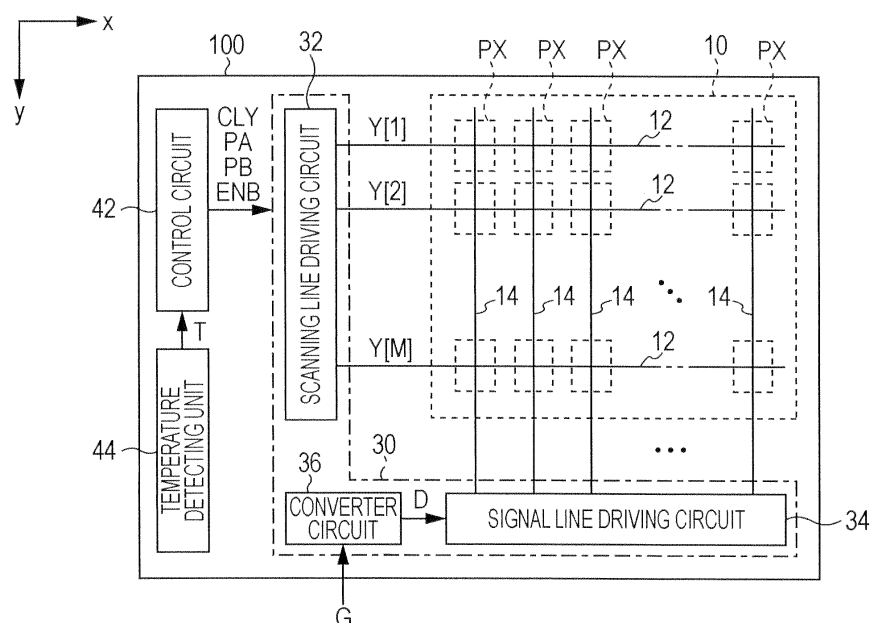 x
y
100
32
PX PX PX 10 PX
CLY
PA
PB
ENB
42
CONTROL CIRCUIT
SCANNING LINE DRIVING CIRCUIT
Y[1]
12
Y[2]
12
14 14 14 14
T
Y[M]
12
44
TEMPERATURE
DETECTING UNIT
30
36
CONVERTER
CIRCUIT
D
SIGNAL LINE DRIVING CIRCUIT
34
G